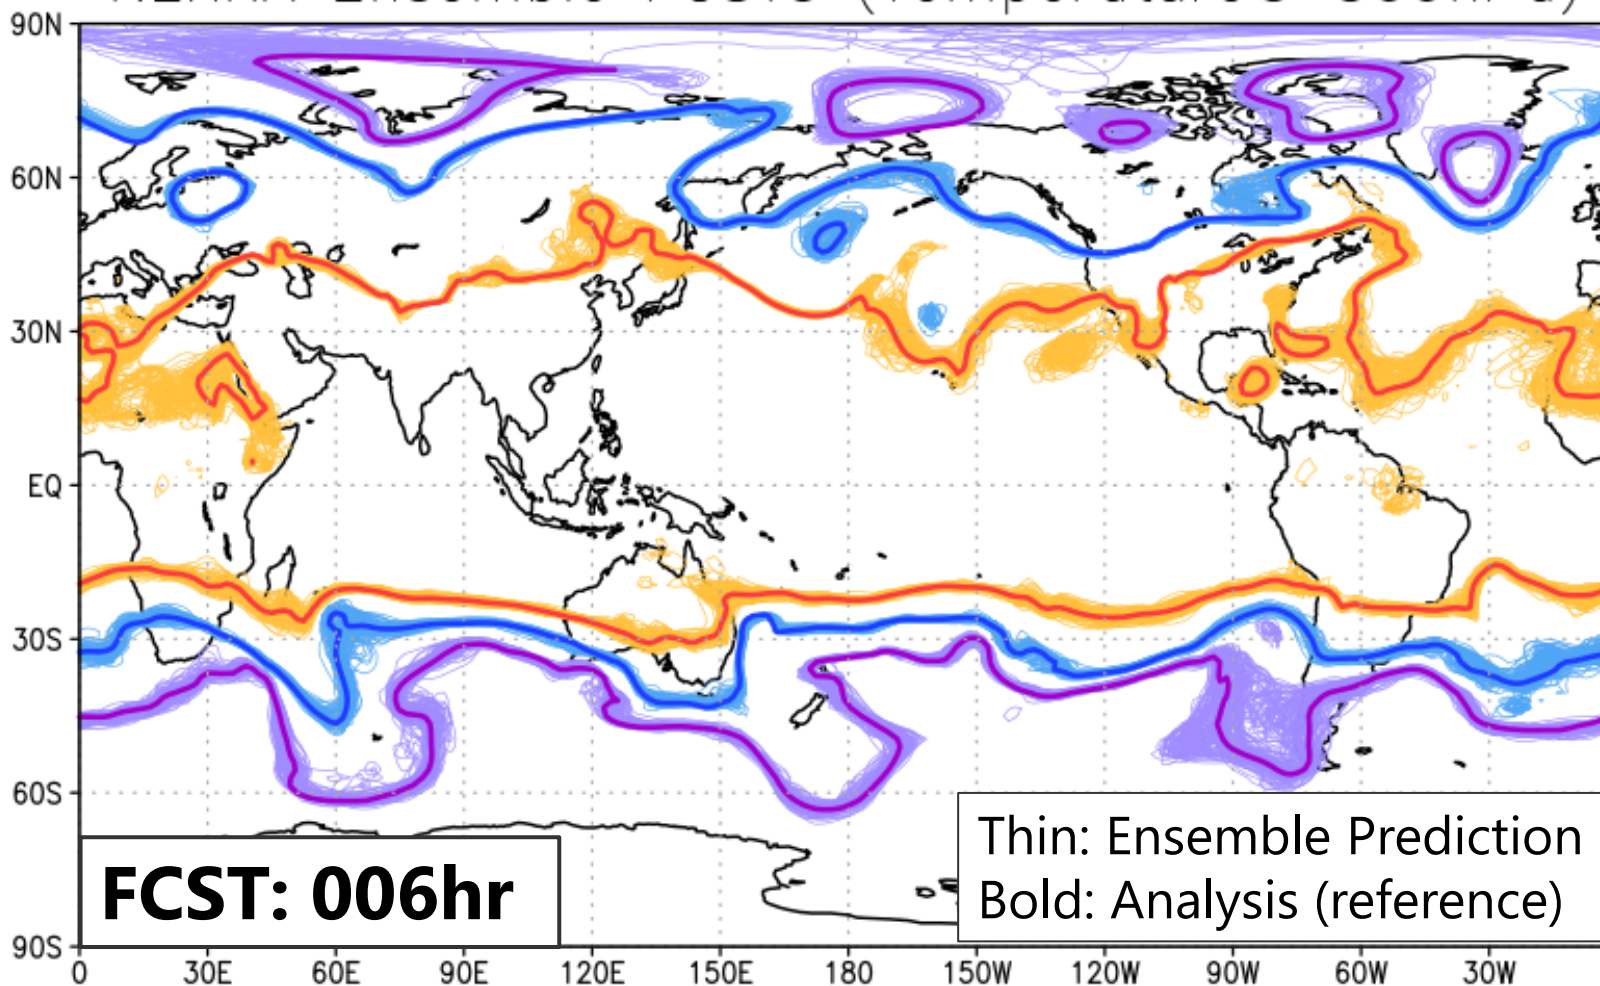 Ensemble
90N
60N
30N
EQ
30S
60S
90S
0 30E 60E 90E 120E 150E 180 150W 120W 90W 60W 30W
FCST: 006hr
Thin: Ensemble Prediction
Bold: Analysis (reference)